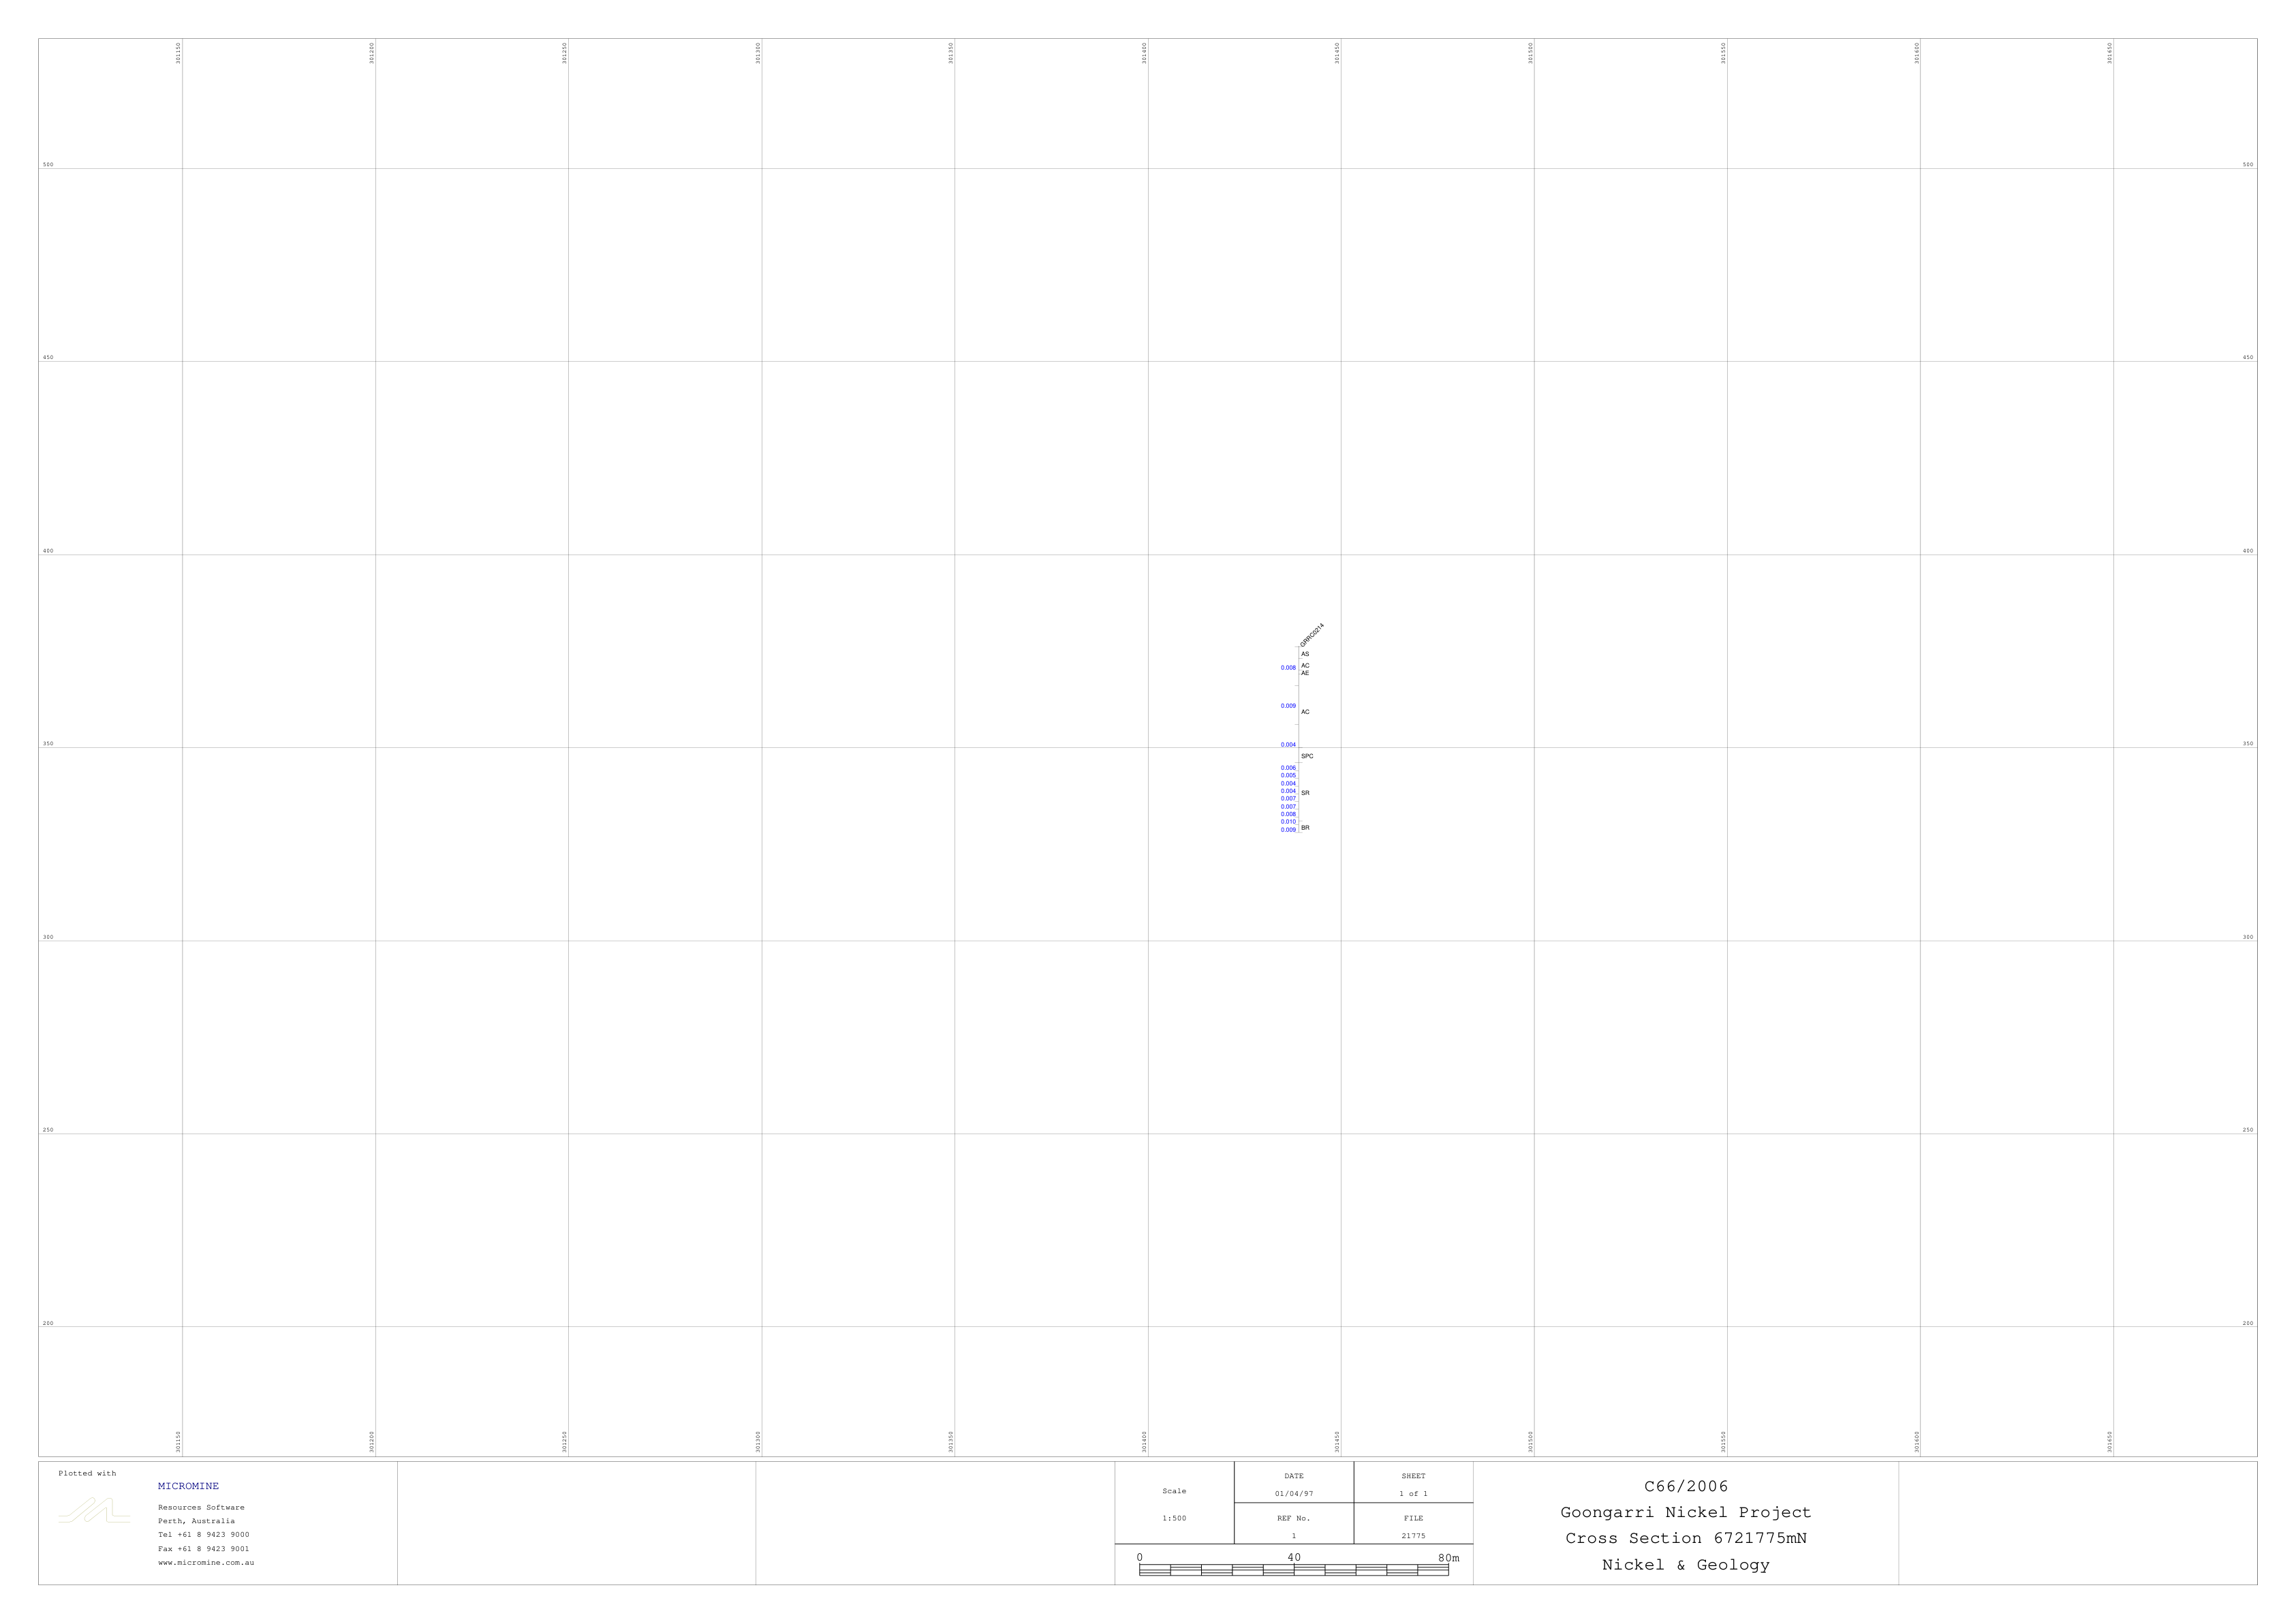 301150 301200 301250 301300 301350 301400 301450 301500 301550 301600 301650
500 500
450 450
400 400
GRRC0214
AS
0.008 AC
AE
0.009
AC
350 0.004 350
SPC
0.006
0.005
0.004
0.004 SR
0.007
0.007
0.008
0.010
0.009 BR
300 300
250 250
200 200
301150 301200 301250 301300 301350 301400 301450 301500 301550 301600 301650
Plotted with
MICROMINE
Resources Software
Perth, Australia
Tel +61 8 9423 9000
Fax +61 8 9423 9001
www.micromine.com.au
Scale
1:500
DATE
01/04/97
SHEET
1 of 1
REF No.
1
FILE
21775
0 40 80m
C66/2006
Goongarri Nickel Project
Cross Section 6721775mN
Nickel & Geology